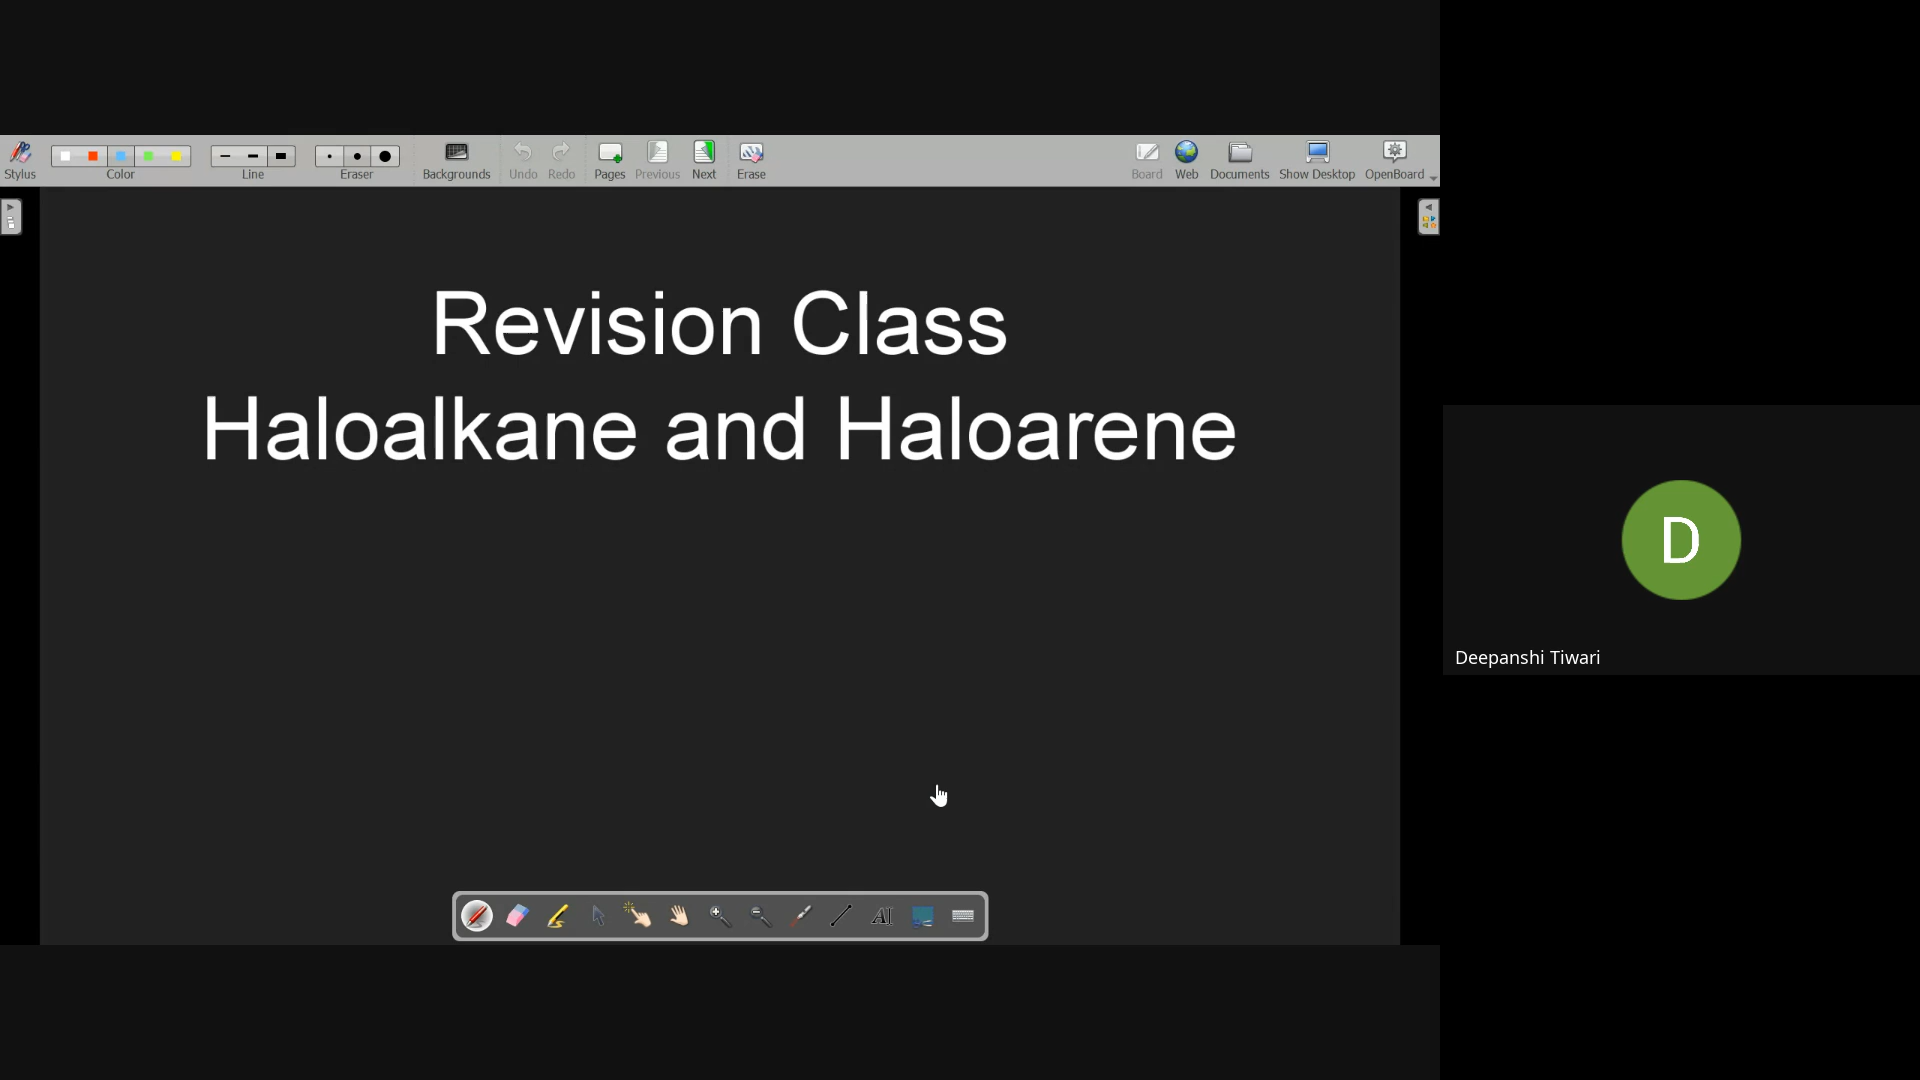 Stylus
Color
Line
Eraser
Backgrounds
Undo
Redo
Pages
Previous
Next
Erase
Board
Web
Documents
Show Desktop
OpenBoard
Revision Class
Haloalkane and Haloarene
AI
D
Deepanshi Tiwari